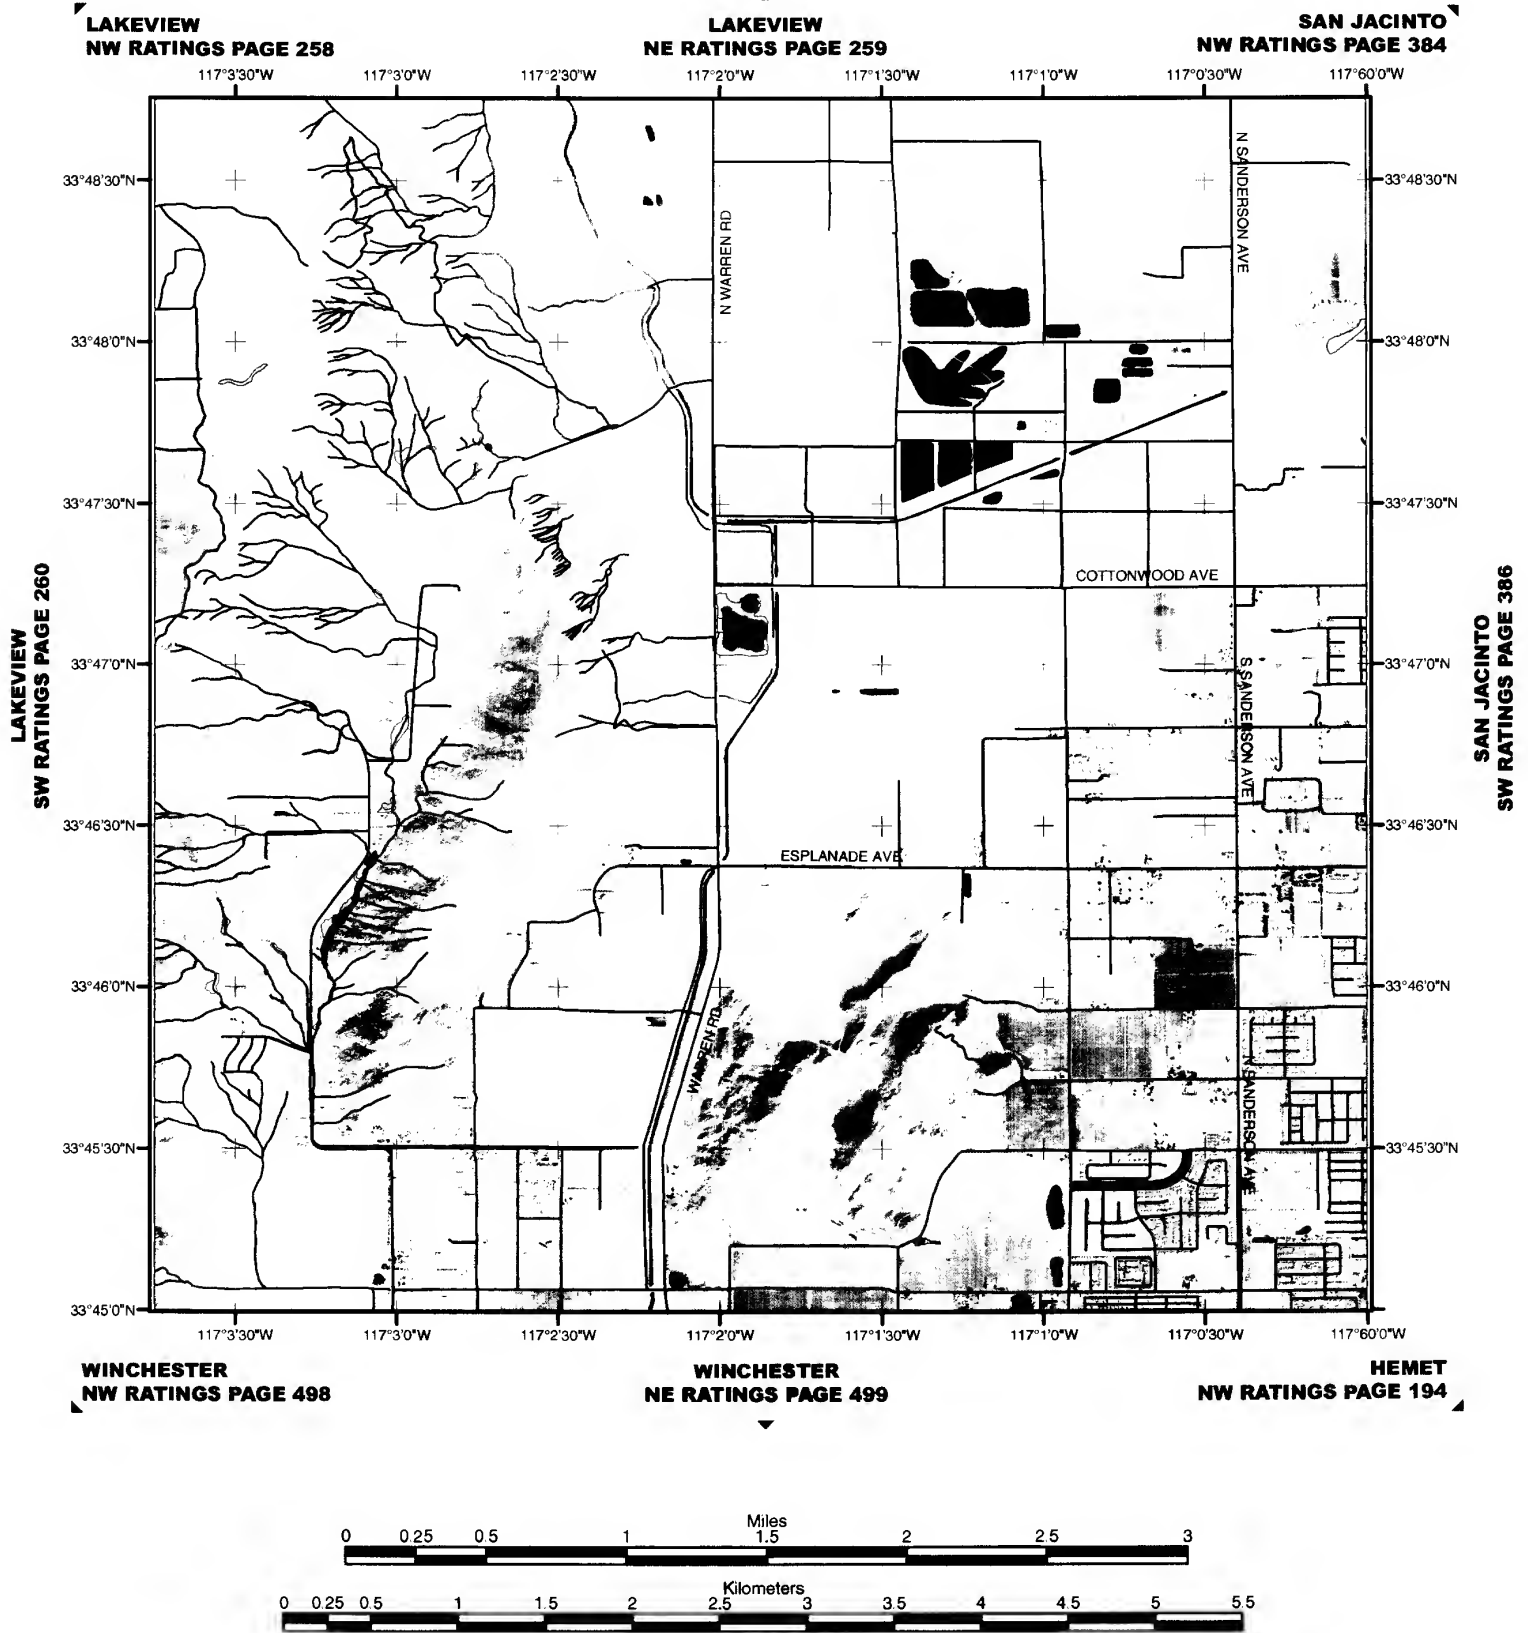 LAKEVIEW
NW RATINGS PAGE 258
LAKEVIEW
NE RATINGS PAGE 259
SAN JACINTO
NW RATINGS PAGE 384
117°3'30"W 117°3'0"W 117°2'30"W 117°2'0"W 117°1'30"W 117°1'0"W 117°0'30"W 117°60'0"W
N SANDERSON AVE
33°48'30"N 33°48'30"N
N WARREN RD
33°48'0"N 33°48'0"N
33°47'30"N 33°47'30"N
COTTONWOOD AVE
LAKEVIEW
SW RATINGS PAGE 260
SAN JACINTO
SW RATINGS PAGE 386
33°47'0"N 33°47'0"N
S SANDERSON AVE
33°46'30"N 33°46'30"N
ESPLANADE AVE
33°46'0"N 33°46'0"N
WARREN RD
N SANDERSON AVE
33°45'30"N 33°45'30"N
33°45'0"N
117°3'30"W 117°3'0"W 117°2'30"W 117°2'0"W 117°1'30"W 117°1'0"W 117°0'30"W 117°60'0"W
WINCHESTER
NW RATINGS PAGE 498
WINCHESTER
NE RATINGS PAGE 499
HEMET
NW RATINGS PAGE 194
Miles
0 0.25 0.5 1 1.5 2 2.5 3
Kilometers
0 0.25 0.5 1 1.5 2 2.5 3 3.5 4 4.5 5 5.5